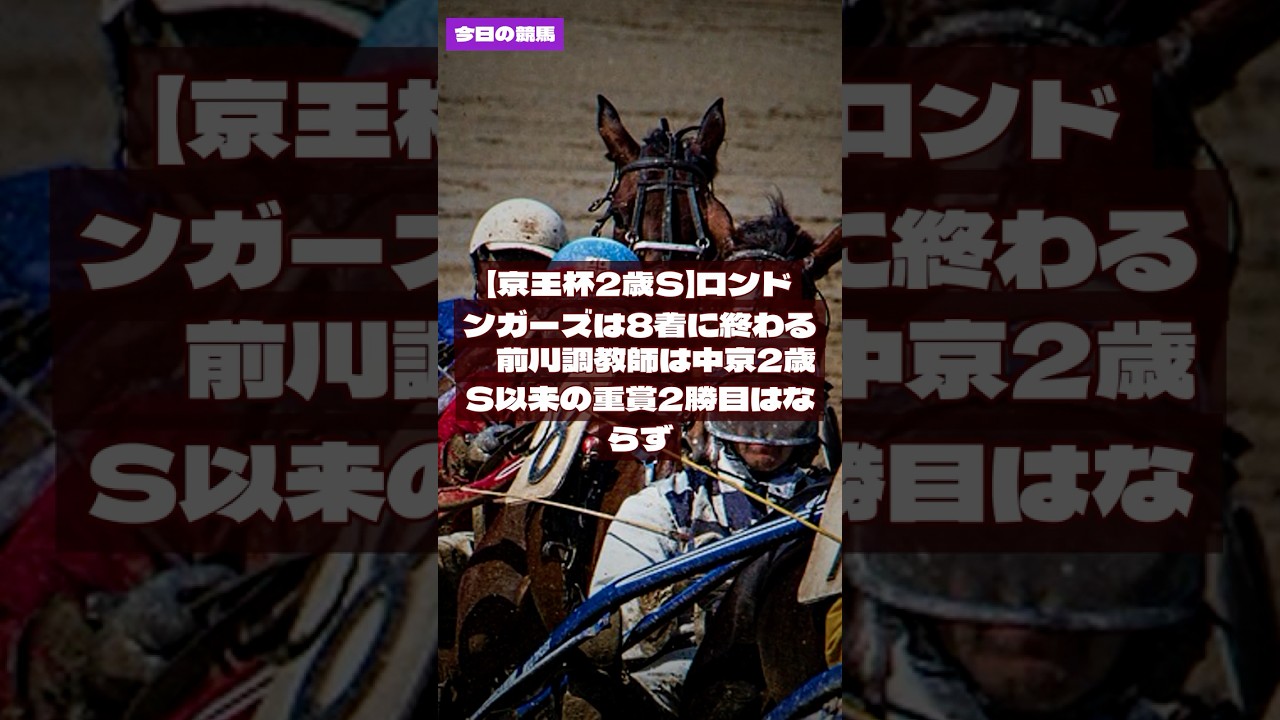 今日の競馬
【京王杯2歳S】ロンド
ンガーズは8着に終わる
前川調教師は中京2歳
S以来の重賞2勝目はな
らず